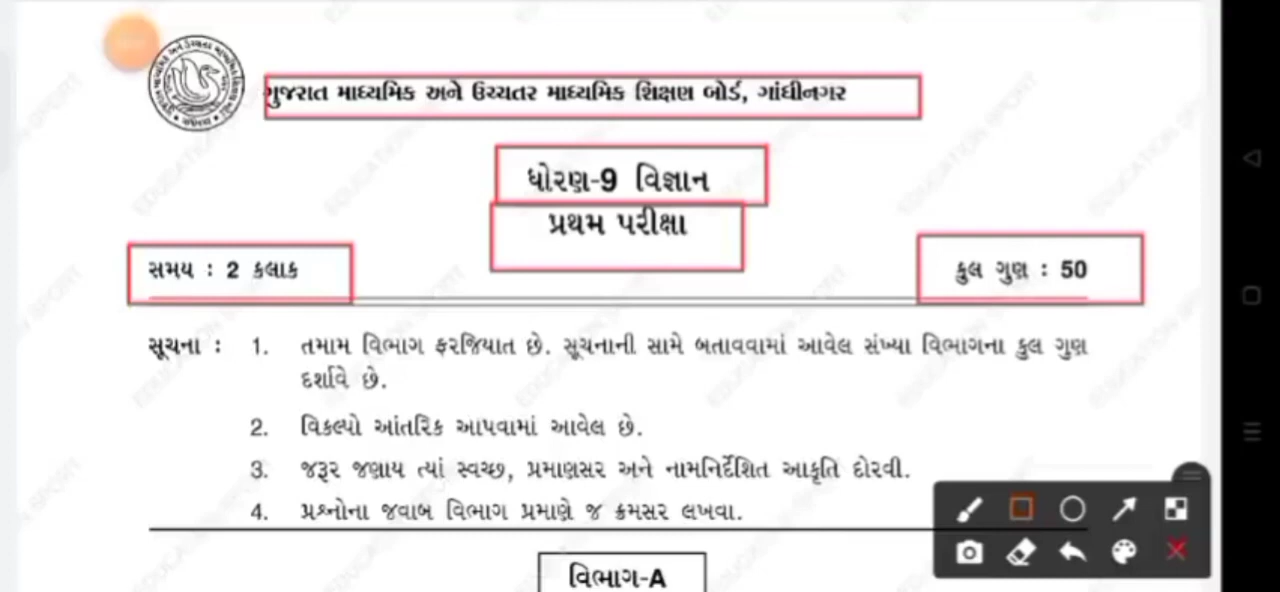 ગુજરાત માધ્યમિક અને ઉચ્ચતર માધ્યમિક શિક્ષણ બોર્ડ, ગાંધીનગર
ધોરણ-9 વિજ્ઞાન
પ્રથમ પરીક્ષા
સમય : 2 કલાક
કુલ ગુણ : 50
સૂચના : 1. તમામ વિભાગ ફરજિયાત છે. સૂચનાની સામે બતાવવામાં આવેલ સંખ્યા વિભાગના કુલ ગુણ
દર્શાવે છે.
2. વિકલ્પો આંતરિક આપવામાં આવેલ છે.
3. જરૂર જણાય ત્યાં સ્વચ્છ, પ્રમાણસર અને નામનિર્દેશિત આકૃતિ દોરવી.
4. પ્રશ્નોના જવાબ વિભાગ પ્રમાણે જ ક્રમસર લખવા.
વિભાગ-A